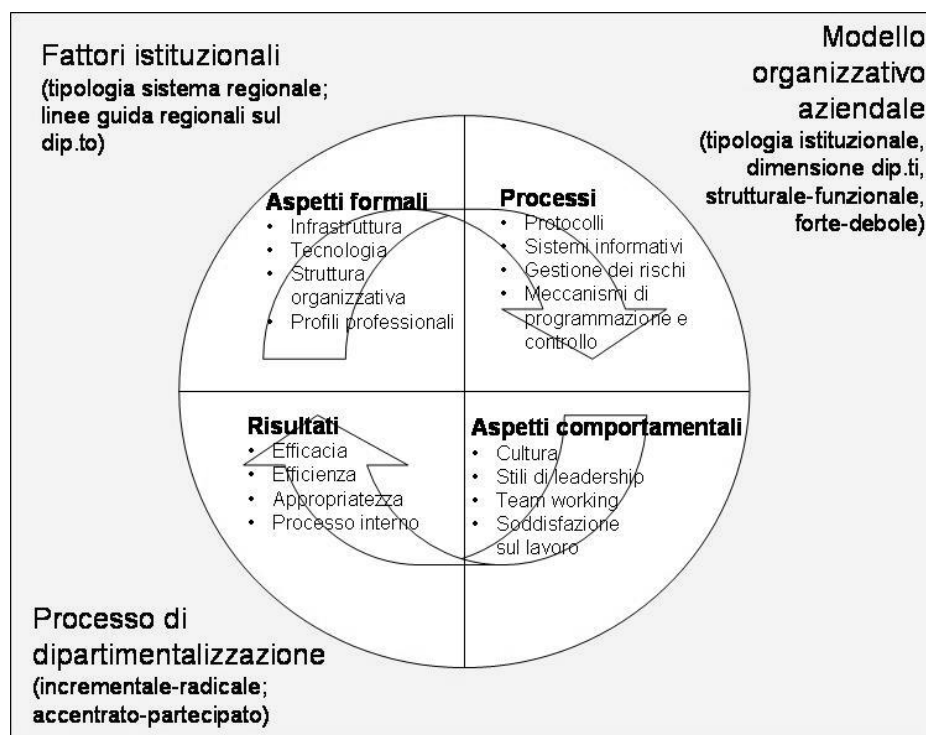 Fattori istituzionali
(tipologia sistema regionale;
linee guida regionali sul
dip.to)
Modello
organizzativo
aziendale
(tipologia istituzionale,
dimensione dip.ti,
strutturale-funzionale,
forte-debole)
Aspetti formali
• Infrastruttura
• Tecnologia
• Struttura
organizzativa
• Profili professionali
Processi
• Protocolli
• Sistemi informativi
• Gestione dei rischi
• Meccanismi di
programmazione e
controllo
Risultati
• Efficacia
• Efficienza
• Appropriatezza
• Processo interno
Aspetti comportamentali
• Cultura
• Stili di leadership
• Team working
• Soddisfazione
sul lavoro
Processo di
dipartimentalizzazione
(incrementale-radicale;
accentrato-partecipato)